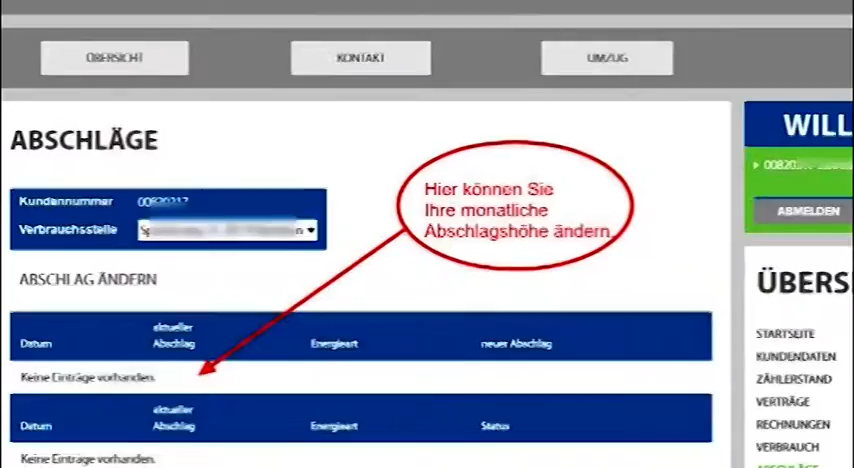 ÜBERSICHT
KONTAKT
UMZUG
ABSCHLÄGE
WILL
Kundennummer
Verbrauchsstelle
Hier können Sie
Ihre monatliche
Abschlagshöhe ändern
ABMELDEN
ABSCHLAG ÄNDERN
ÜBERS
Datum aktueller Abschlag Energieart neuer Abschlag
Keine Einträge vorhanden.
Datum aktueller Abschlag Energieart Status
Keine Einträge vorhanden.
STARTSEITE
KUNDENDATEN
ZÄHLERSTAND
VERTRÄGE
RECHNUNGEN
VERBRAUCH